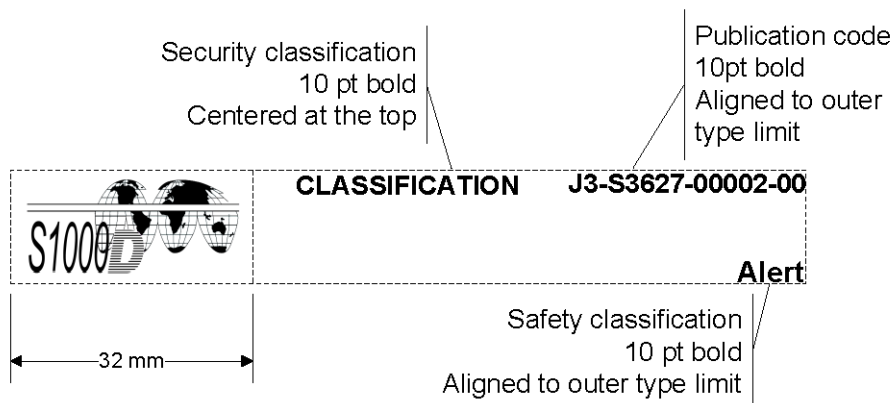 Security classification
10 pt bold
Centered at the top
Publication code
10pt bold
Aligned to outer
type limit
CLASSIFICATION
J3-S3627-00002-00
S1000D
Alert
32 mm
Safety classification
10 pt bold
Aligned to outer type limit